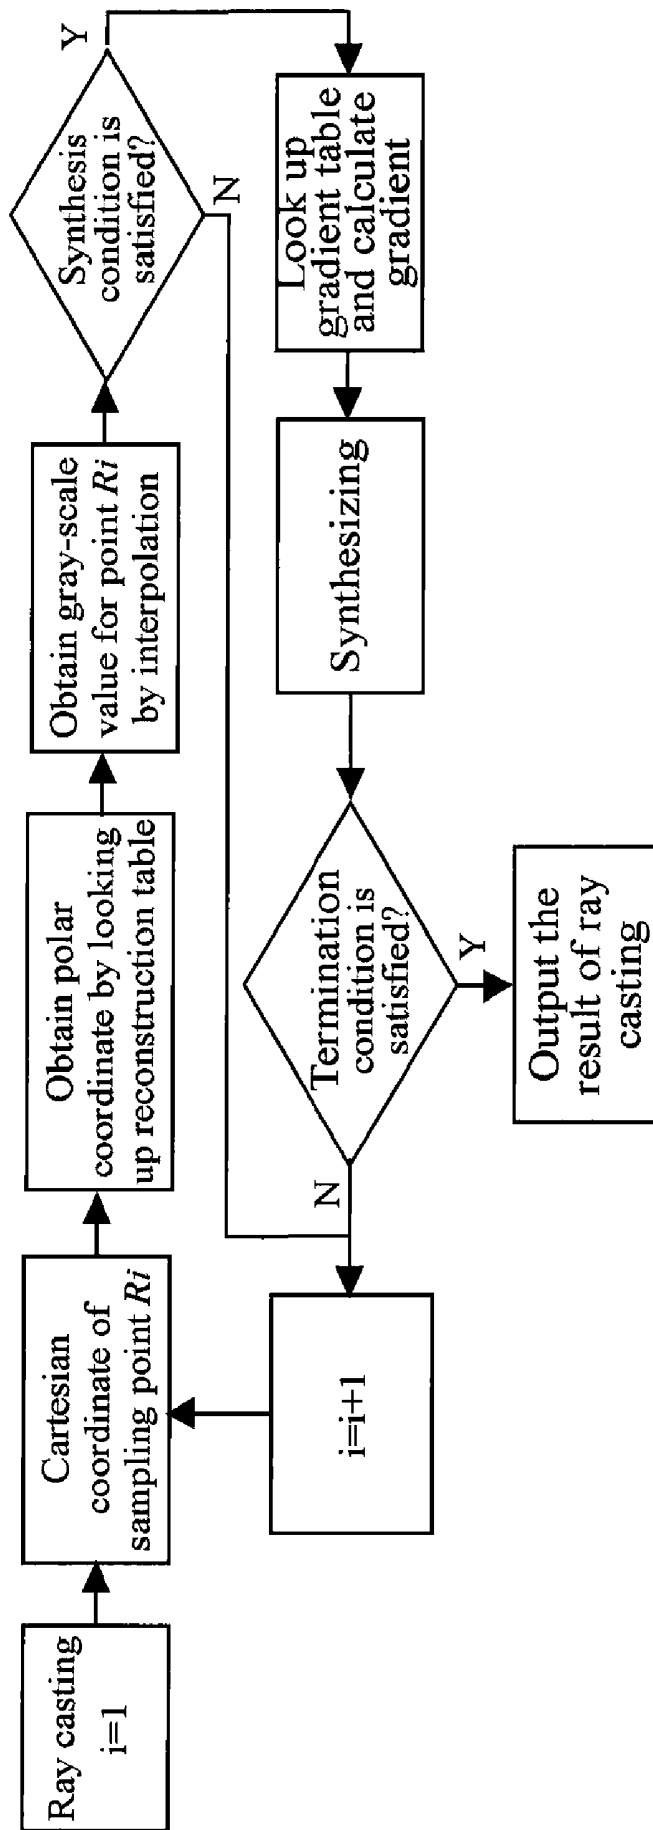 Ray casting
i=1
Cartesian
coordinate of
sampling point Ri
Obtain polar
coordinate by looking
up reconstruction table
Obtain gray-scale
value for point Ri
by interpolation
Synthesis
condition is
satisfied?
Y
N
Look up
gradient table
and calculate
gradient
Synthesizing
Termination
condition is
satisfied?
N
Y
i=i+1
Output the
result of ray
casting